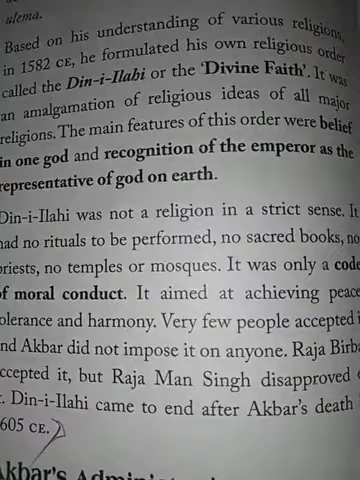 ulema.
Based on his understanding of various religions,
in 1582 CE, he formulated his own religious order
called the Din-i-Ilahi or the 'Divine Faith'. It was
an amalgamation of religious ideas of all major
religions. The main features of this order were belief
in one god and recognition of the emperor as the
representative of god on earth.
Din-i-Ilahi was not a religion in a strict sense. It
had no rituals to be performed, no sacred books, no
priests, no temples or mosques. It was only a code
of moral conduct. It aimed at achieving peace
tolerance and harmony. Very few people accepted i
nd Akbar did not impose it on anyone. Raja Birba
ccepted it, but Raja Man Singh disapproved
. Din-i-Ilahi came to end after Akbar's death
605 CE.
Akbar's